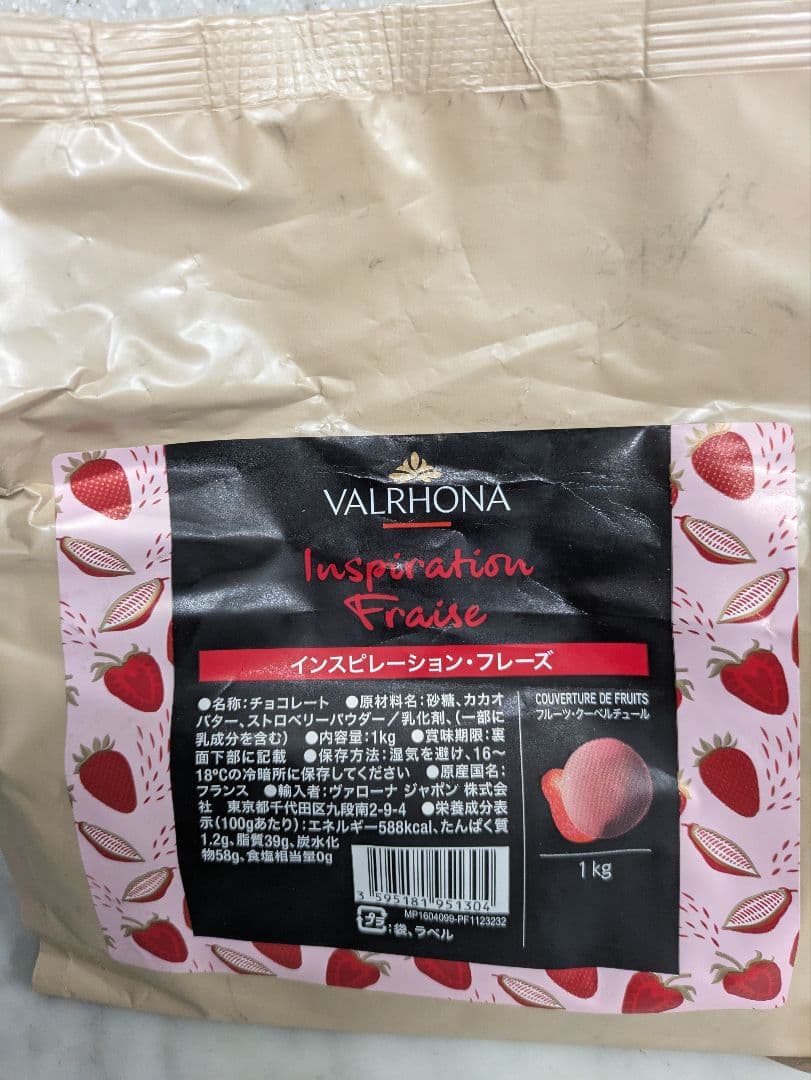 VALRHONA
Inspiration
Fraise
インスピレーション・フレーズ
●名称:チョコレート ●原材料名:砂糖、カカオ
バター、ストロベリーパウダー/乳化剤、(一部に
乳成分を含む) ●内容量:1kg ●賞味期限:裏
面下部に記載 ●保存方法:湿気を避け、16~
18℃の冷暗所に保存してください ●原産国名:
フランス ●輸入者:ヴァローナ ジャポン 株式会
社 東京都千代田区九段南2-9-4 ●栄養成分表
示(100gあたり):エネルギー588kcal、たんぱく質
1.2g、脂質39g、炭水化
物58g、食塩相当量0g
3 595181 951304
MP1604099-PF1123232
プラ:袋、ラベル
COUVERTURE DE FRUITS
フルーツ・クーベルチュール
1 kg